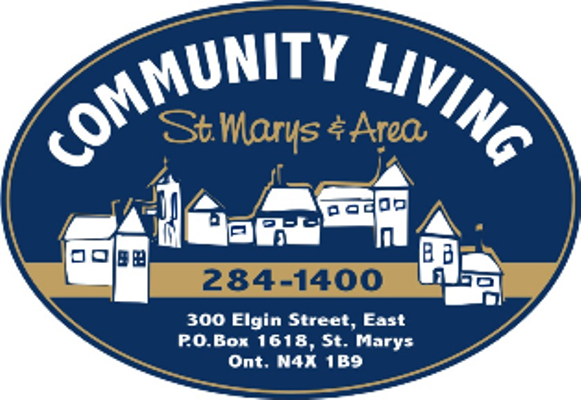 COMMUNITY LIVING
St. Marys & Area
284-1400
300 Elgin Street, East
P.O.Box 1618, St. Marys
Ont. N4X 1B9